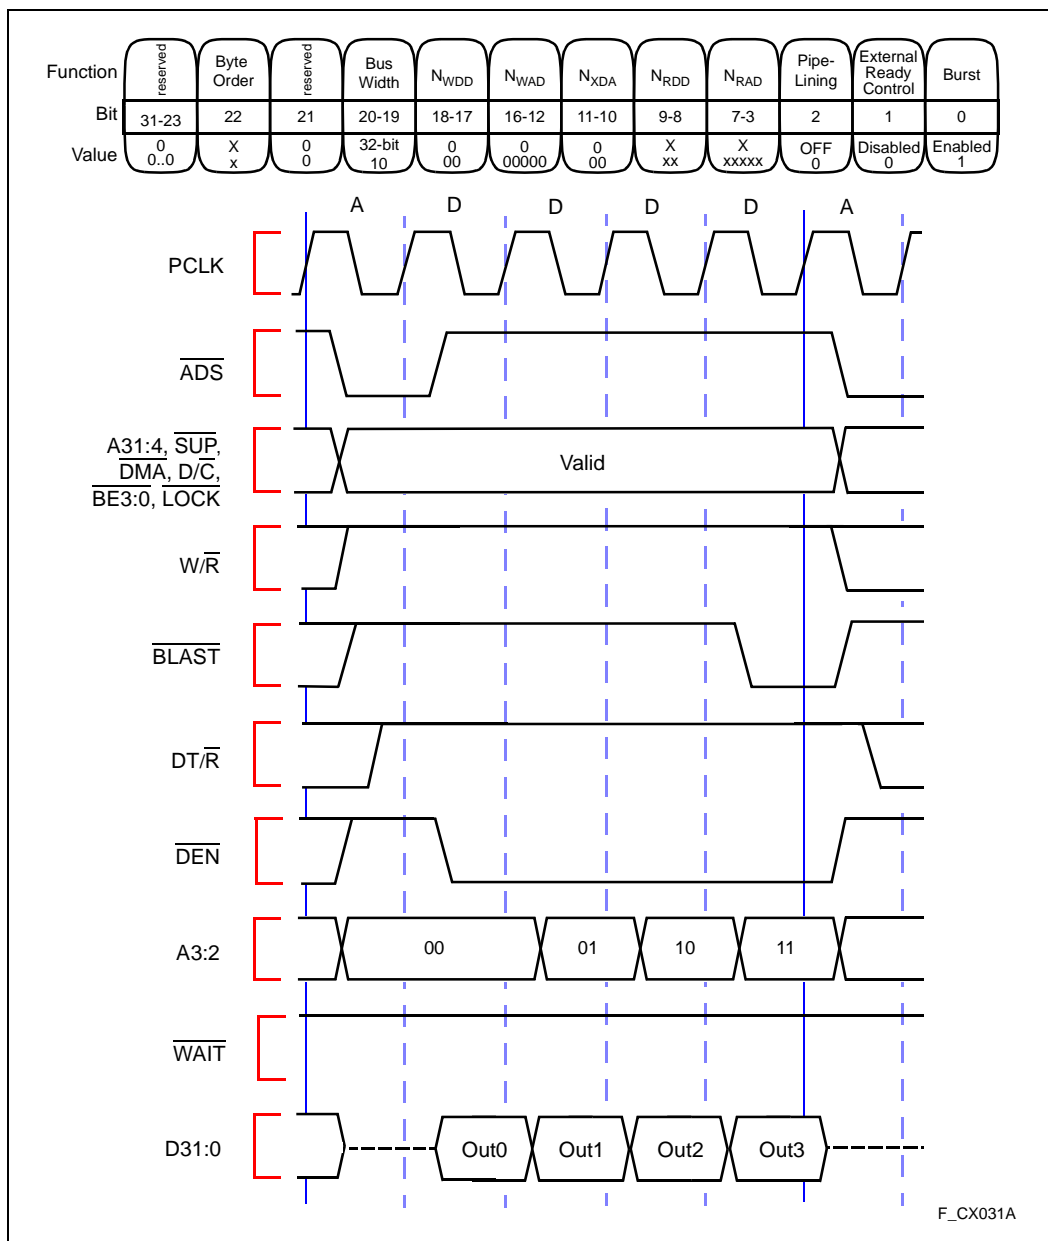 Function reserved Byte Order reserved Bus Width NWDD NWAD NXDA NRDD NRAD Pipe-Lining External Ready Control Burst
Bit 31-23 22 21 20-19 18-17 16-12 11-10 9-8 7-3 2 1 0
Value 0 X 0 32-bit 0 0 0 X X OFF Disabled Enabled
0..0 x 0 10 00 00000 00 xx xxxxx 0 0 1
A D D D D A
PCLK
ADS
A31:4, SUP,
DMA, D/C,
BE3:0, LOCK
Valid
W/R
BLAST
DT/R
DEN
A3:2 00 01 10 11
WAIT
D31:0 Out0 Out1 Out2 Out3
F_CX031A